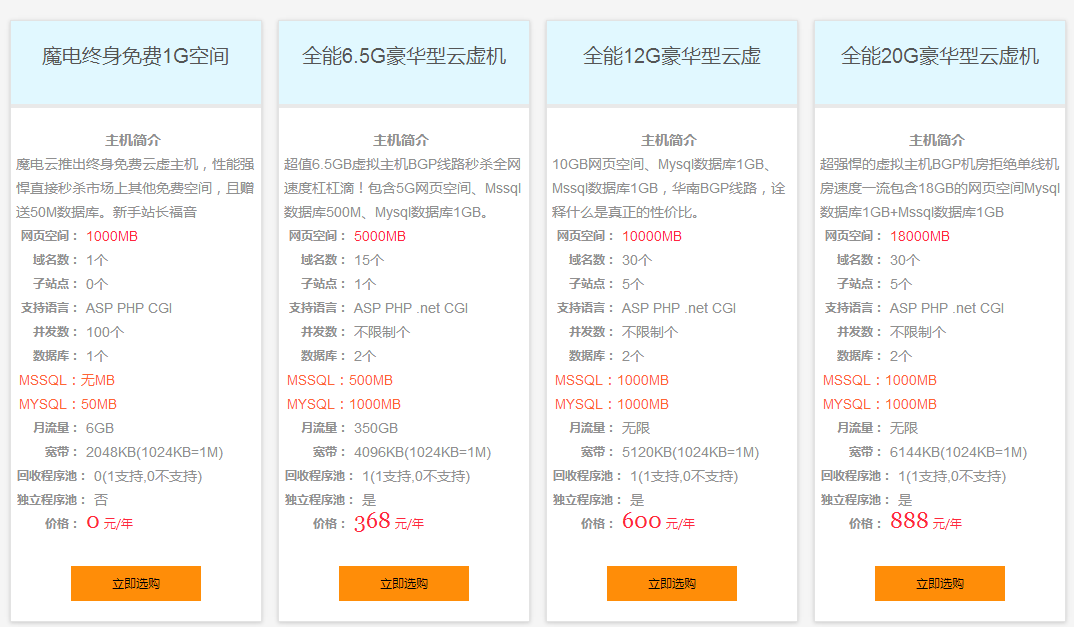 魔电终身免费1G空间
主机简介
魔电云推出终身免费云虚主机，性能强
悍直接秒杀市场上其他免费空间，且赠
送50M数据库。新手站长福音
网页空间： 1000MB
域名数： 1个
子站点： 0个
支持语言： ASP PHP CGI
并发数： 100个
数据库： 1个
MSSQL：无MB
MYSQL：50MB
月流量： 6GB
宽带： 2048KB(1024KB=1M)
回收程序池： 0(1支持,0不支持)
独立程序池： 否
价格： 0 元/年
立即选购
全能6.5G豪华型云虚机
主机简介
超值6.5GB虚拟主机BGP线路秒杀全网
速度杠杠滴！包含5G网页空间、Mssql
数据库500M、Mysql数据库1GB。
网页空间： 5000MB
域名数： 15个
子站点： 1个
支持语言： ASP PHP .net CGI
并发数： 不限制个
数据库： 2个
MSSQL：500MB
MYSQL：1000MB
月流量： 350GB
宽带： 4096KB(1024KB=1M)
回收程序池： 1(1支持,0不支持)
独立程序池： 是
价格： 368 元/年
立即选购
全能12G豪华型云虚
主机简介
10GB网页空间、Mysql数据库1GB、
Mssql数据库1GB，华南BGP线路，诠
释什么是真正的性价比。
网页空间： 10000MB
域名数： 30个
子站点： 5个
支持语言： ASP PHP .net CGI
并发数： 不限制个
数据库： 2个
MSSQL：1000MB
MYSQL：1000MB
月流量： 无限
宽带： 5120KB(1024KB=1M)
回收程序池： 1(1支持,0不支持)
独立程序池： 是
价格： 600 元/年
立即选购
全能20G豪华型云虚机
主机简介
超强悍的虚拟主机BGP机房拒绝单线机
房速度一流包含18GB的网页空间Mysql
数据库1GB+Mssql数据库1GB
网页空间： 18000MB
域名数： 30个
子站点： 5个
支持语言： ASP PHP .net CGI
并发数： 不限制个
数据库： 2个
MSSQL：1000MB
MYSQL：1000MB
月流量： 无限
宽带： 6144KB(1024KB=1M)
回收程序池： 1(1支持,0不支持)
独立程序池： 是
价格： 888 元/年
立即选购